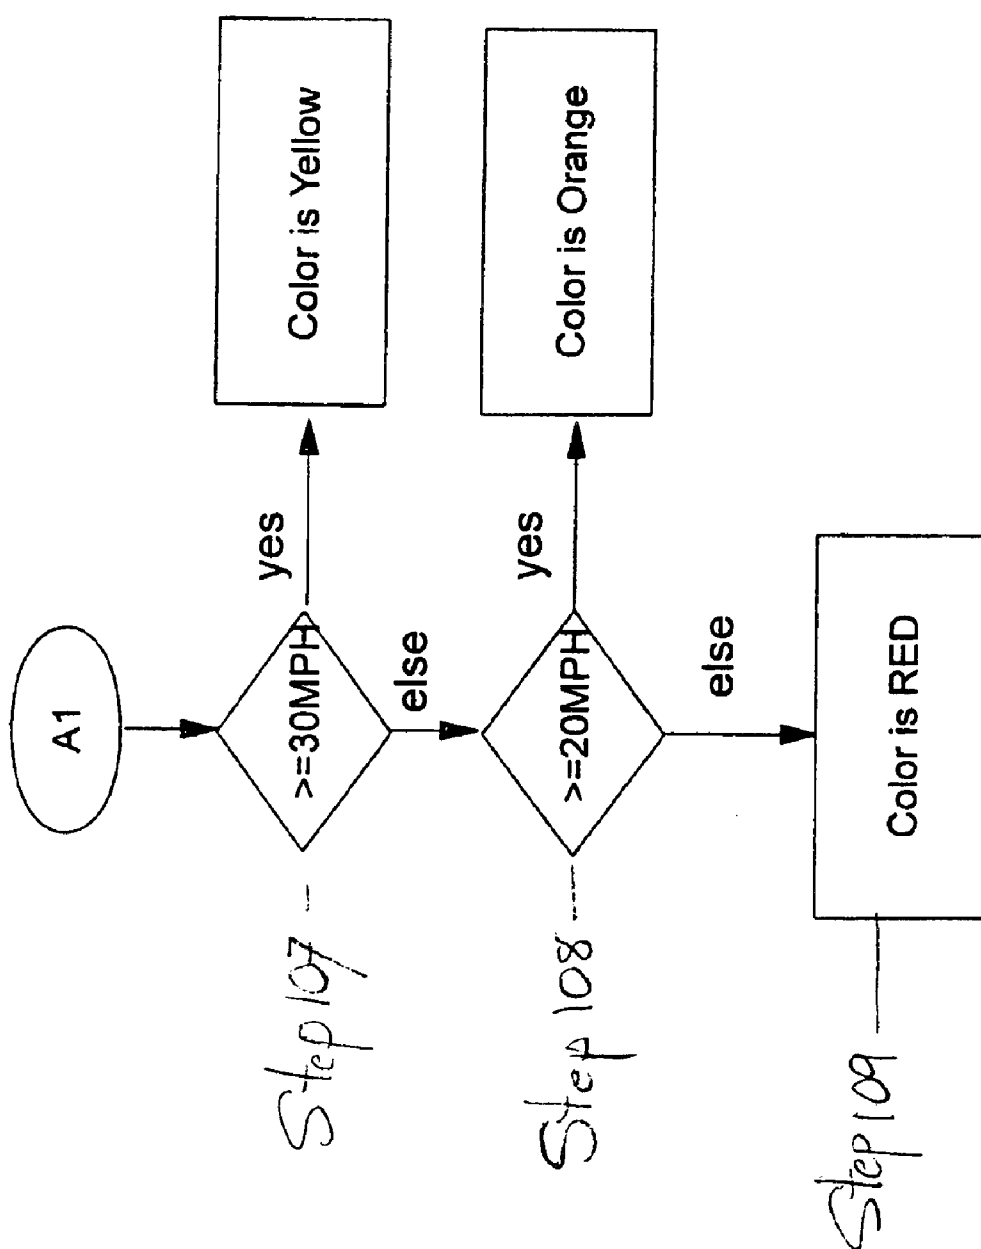 A1
Step 107
>=30MPH
yes
Color is Yellow
else
Step 108
>=20MPH
yes
Color is Orange
else
Step 109
Color is RED